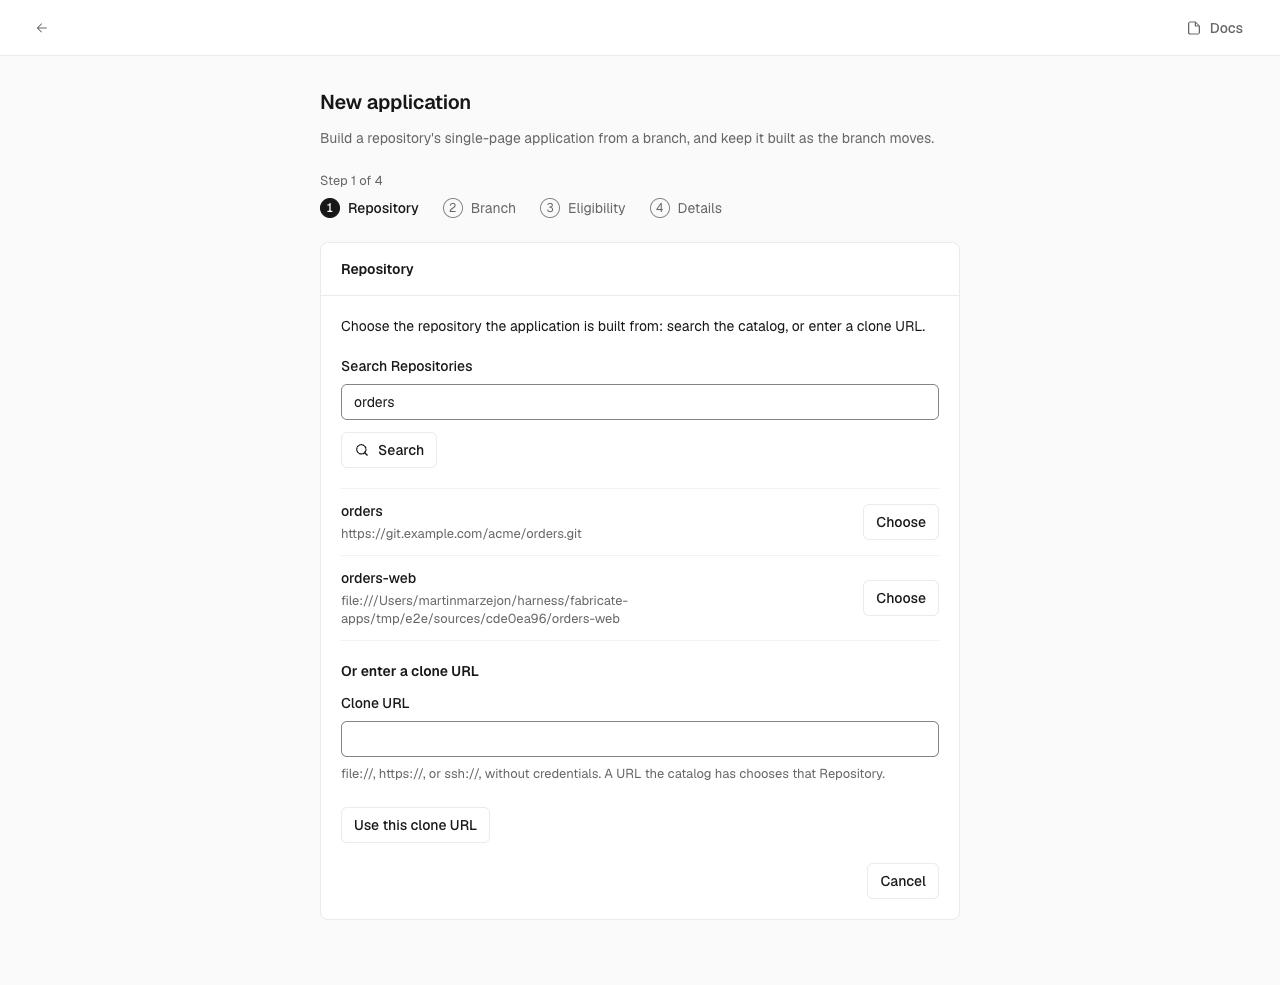 Docs
New application
Build a repository's single-page application from a branch, and keep it built as the branch moves.
Step 1 of 4
1 Repository 2 Branch 3 Eligibility 4 Details
Repository
Choose the repository the application is built from: search the catalog, or enter a clone URL.
Search Repositories
orders
Search
orders
https://git.example.com/acme/orders.git
Choose
orders-web
file:///Users/martinmarzejon/harness/fabricate-
apps/tmp/e2e/sources/cde0ea96/orders-web
Choose
Or enter a clone URL
Clone URL
file://, https://, or ssh://, without credentials. A URL the catalog has chooses that Repository.
Use this clone URL
Cancel